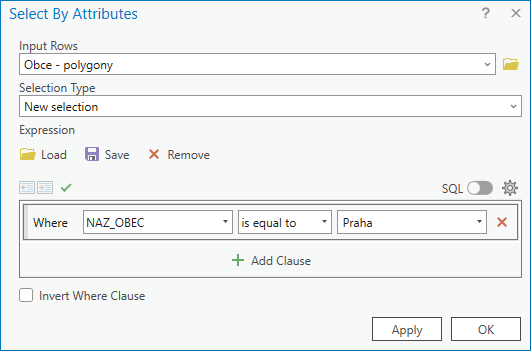 Select By Attributes
?
Input Rows
Obce - polygony
Selection Type
New selection
Expression
Load Save Remove
SQL
Where NAZ_OBEC is equal to Praha
Add Clause
Invert Where Clause
Apply OK